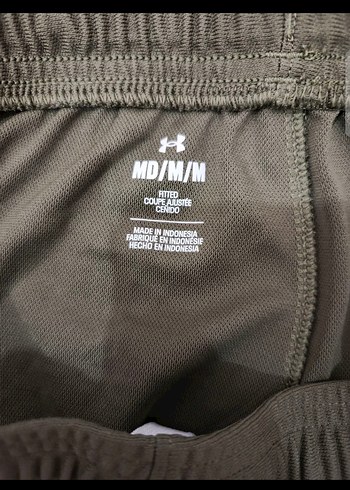 MD/M/M
FITTED
COUPE AJUSTÉE
CEÑIDO
MADE IN INDONESIA
FABRIQUÉ EN INDONÉSIE
HECHO EN INDONESIA